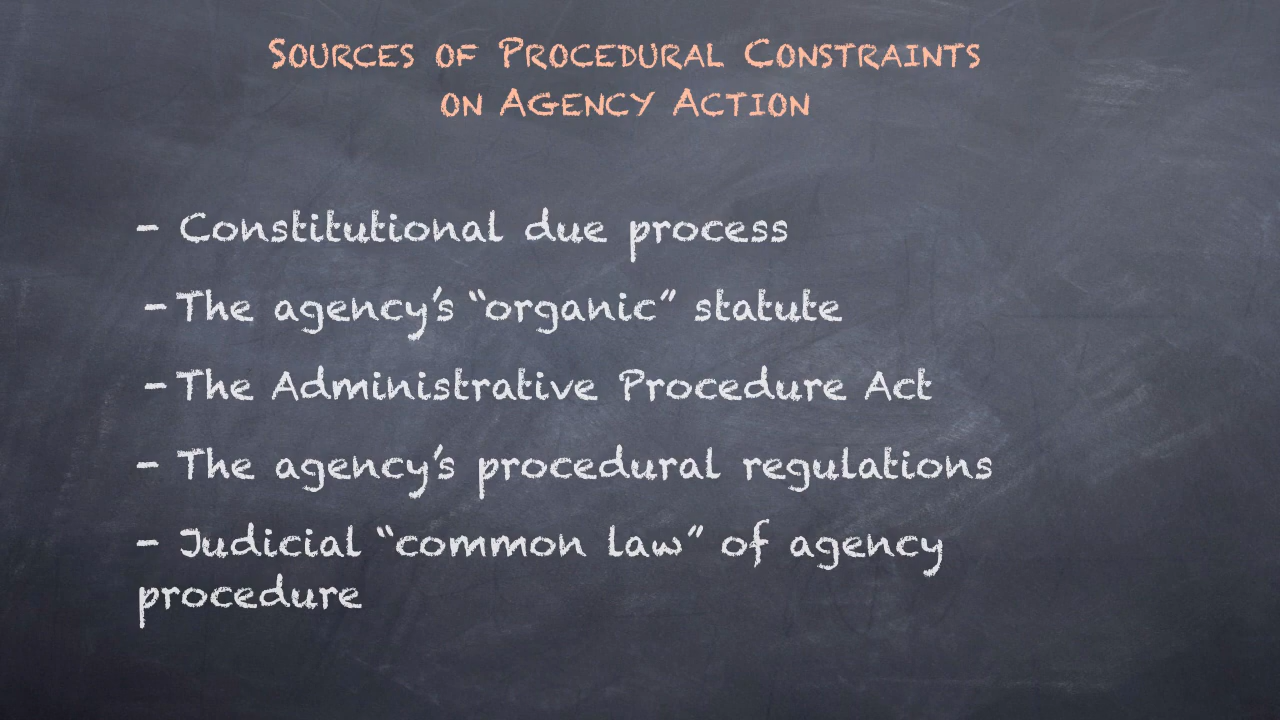 Sources of Procedural Constraints
on Agency Action
- Constitutional due process
- The agency’s “organic” statute
- The Administrative Procedure Act
- The agency’s procedural regulations
- Judicial “common law” of agency
procedure